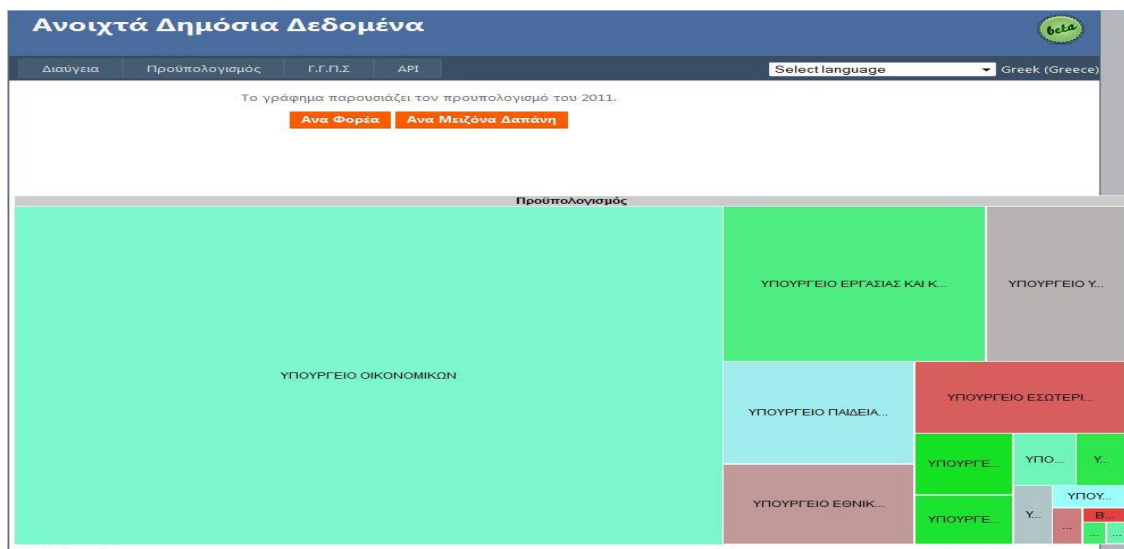 Ανοιχτά Δημόσια Δεδομένα
beta
Διαύγεια Προϋπολογισμός Γ.Γ.Π.Σ API Select language Greek (Greece)
Το γράφημα παρουσιάζει τον προυπολογισμό του 2011.
Ανα Φορέα Ανα Μειζόνα Δαπάνη
Προϋπολογισμός
ΥΠΟΥΡΓΕΙΟ ΕΡΓΑΣΙΑΣ ΚΑΙ Κ... ΥΠΟΥΡΓΕΙΟ Υ...
ΥΠΟΥΡΓΕΙΟ ΟΙΚΟΝΟΜΙΚΩΝ
ΥΠΟΥΡΓΕΙΟ ΕΣΩΤΕΡΙ...
ΥΠΟΥΡΓΕΙΟ ΠΑΙΔΕΙΑ...
ΥΠΟΥΡΓΕ... ΥΠΟ... Υ...
ΥΠΟΥΡΓΕΙΟ ΕΘΝΙΚ... ΥΠΟΥ...
ΥΠΟΥΡΓΕ... Υ... ... Β...
... ...